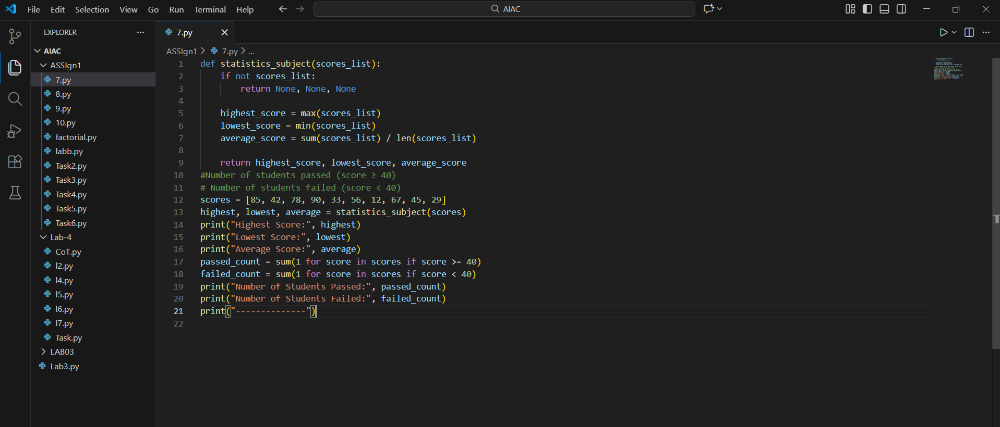 File Edit Selection View Go Run Terminal Help
AIAC
EXPLORER
AIAC
ASSIgn1
7.py
8.py
9.py
10.py
factorial.py
labb.py
Task2.py
Task3.py
Task4.py
Task5.py
Task6.py
Lab-4
CoT.py
l2.py
l4.py
l5.py
l6.py
l7.py
Task.py
LAB03
Lab3.py
7.py
ASSIgn1 > 7.py > ...
1 def statistics_subject(scores_list):
2     if not scores_list:
3         return None, None, None
4
5     highest_score = max(scores_list)
6     lowest_score = min(scores_list)
7     average_score = sum(scores_list) / len(scores_list)
8
9     return highest_score, lowest_score, average_score
10 #Number of students passed (score ≥ 40)
11 # Number of students failed (score < 40)
12 scores = [85, 42, 78, 90, 33, 56, 12, 67, 45, 29]
13 highest, lowest, average = statistics_subject(scores)
14 print("Highest Score:", highest)
15 print("Lowest Score:", lowest)
16 print("Average Score:", average)
17 passed_count = sum(1 for score in scores if score >= 40)
18 failed_count = sum(1 for score in scores if score < 40)
19 print("Number of Students Passed:", passed_count)
20 print("Number of Students Failed:", failed_count)
21 print("--------------")
22